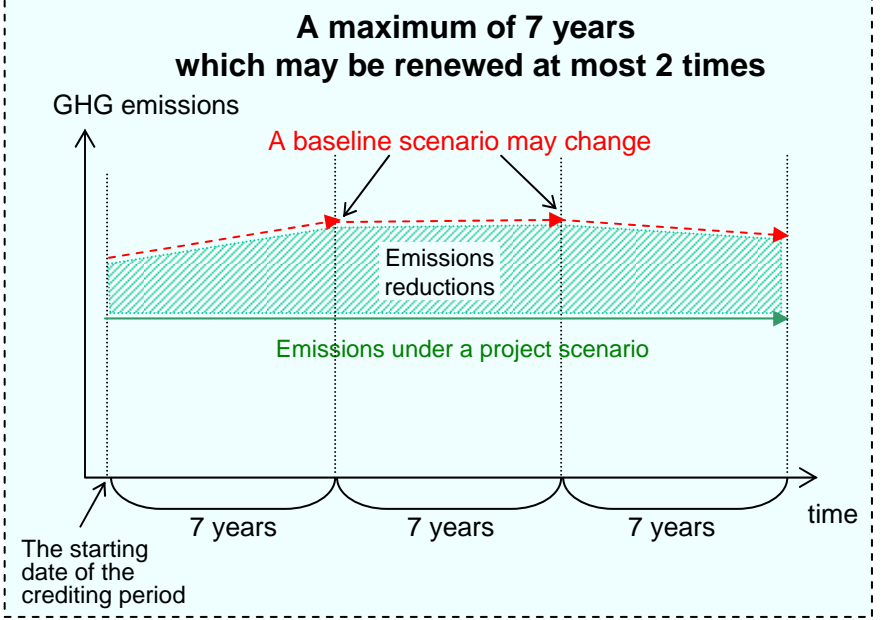 A maximum of 7 years
which may be renewed at most 2 times
GHG emissions
A baseline scenario may change
Emissions
reductions
Emissions under a project scenario
7 years
7 years
7 years
time
The starting
date of the
crediting period